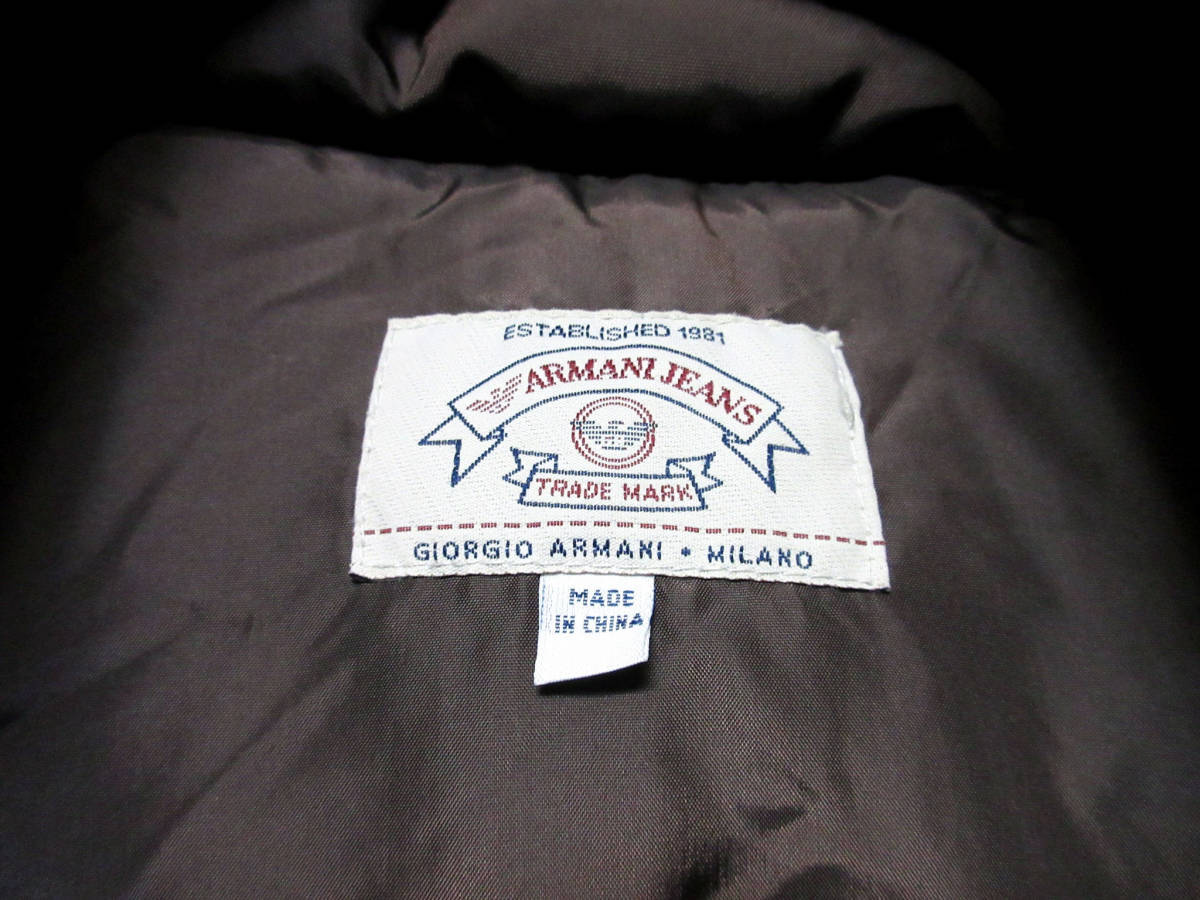 ESTABLISHED 1981
ARMANI JEANS
TRADE MARK
GIORGIO ARMANI • MILANO
MADE
IN CHINA